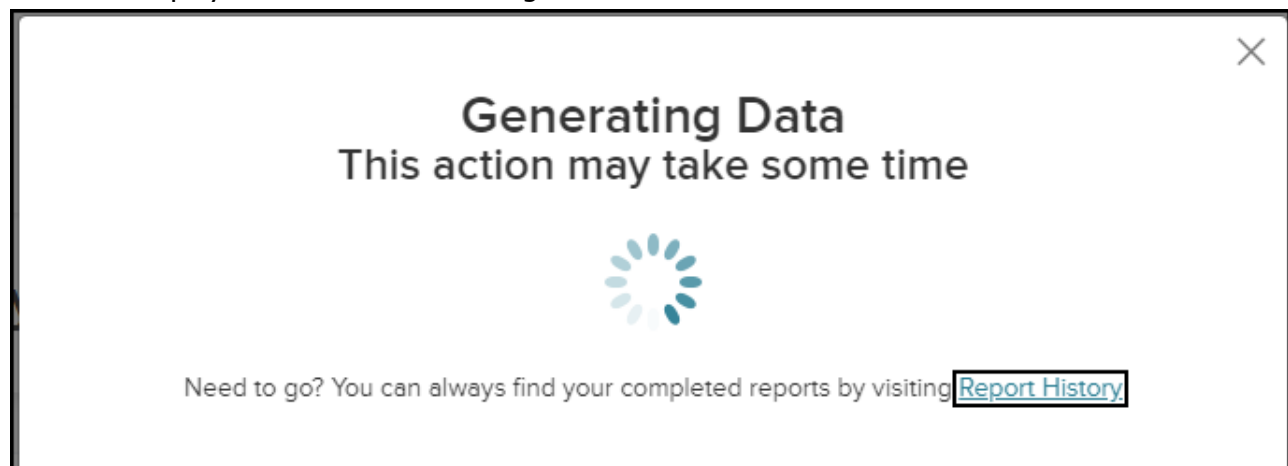 Generating Data
This action may take some time
Need to go? You can always find your completed reports by visiting Report History